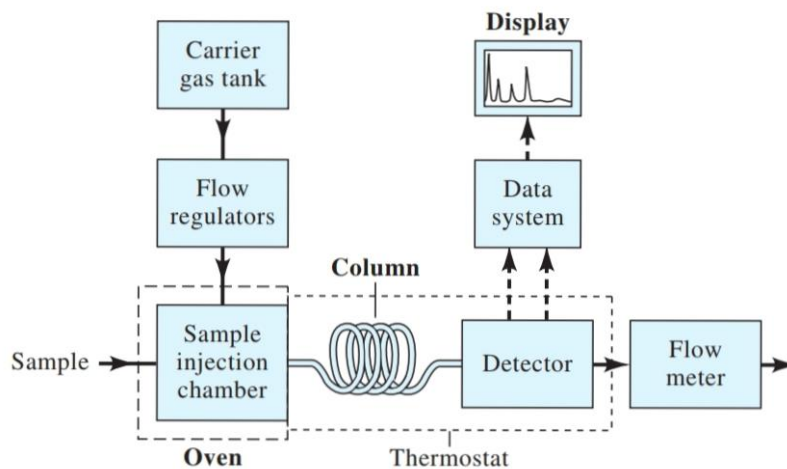 Display
Carrier
gas tank
Flow
regulators
Data
system
Column
Sample
Sample
injection
chamber
Detector
Flow
meter
Oven
Thermostat